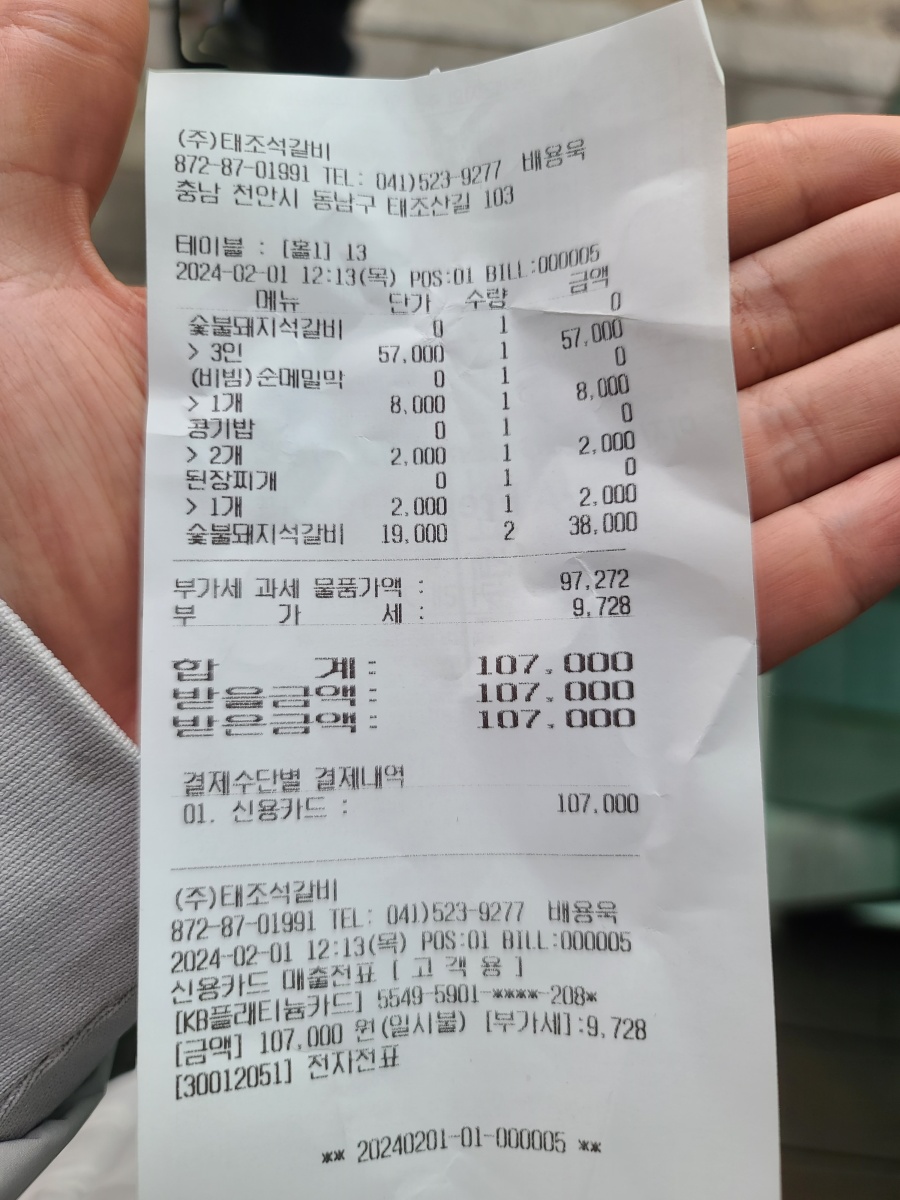 (주)태조석갈비
872-87-01991 TEL: 041)523-9277 배용욱
충남 천안시 동남구 태조산길 103
테이블 : [홀1] 13
2024-02-01 12:13(목) POS:01 BILL:000005
메뉴 단가 수량 금액
숯불돼지석갈비 0 1 0
> 3인 57,000 1 57,000
(비빔)순메밀막 0 1 0
> 1개 8,000 1 8,000
공기밥 0 1 0
> 2개 2,000 1 2,000
된장찌개 0 1 0
> 1개 2,000 1 2,000
숯불돼지석갈비 19,000 2 38,000
부가세 과세 물품가액 : 97,272
부 가 세 : 9,728
합 계: 107,000
받을금액: 107,000
받은금액: 107,000
결제수단별 결제내역
01. 신용카드 : 107,000
(주)태조석갈비
872-87-01991 TEL: 041)523-9277 배용욱
2024-02-01 12:13(목) POS:01 BILL:000005
신용카드 매출전표 [ 고 객 용 ]
[KB플래티늄카드] 5549-5901-****-208*
[금액] 107,000 원(일시불) [부가세]:9,728
[30012051] 전자전표
** 20240201-01-000005 **